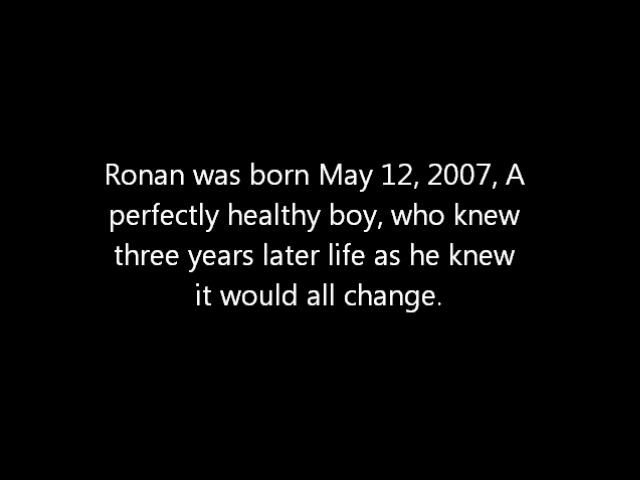 Ronan was born May 12, 2007, A
perfectly healthy boy, who knew
three years later life as he knew
it would all change.